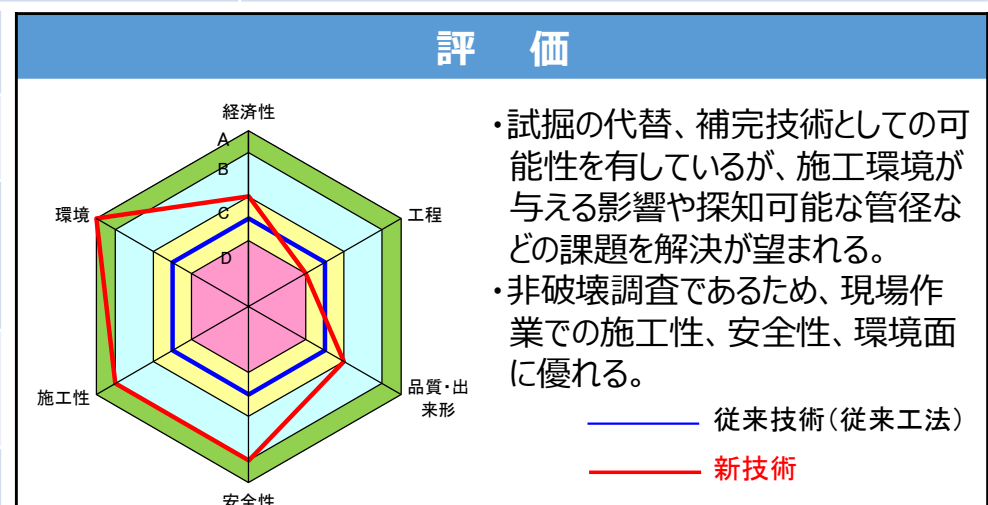 評 価
経済性
A
B
C
D
環境
工程
施工性
品質・出
来形
安全性
・試掘の代替、補完技術としての可
能性を有しているが、施工環境が
与える影響や探知可能な管径な
どの課題を解決が望まれる。
・非破壊調査であるため、現場作
業での施工性、安全性、環境面
に優れる。
従来技術(従来工法)
新技術